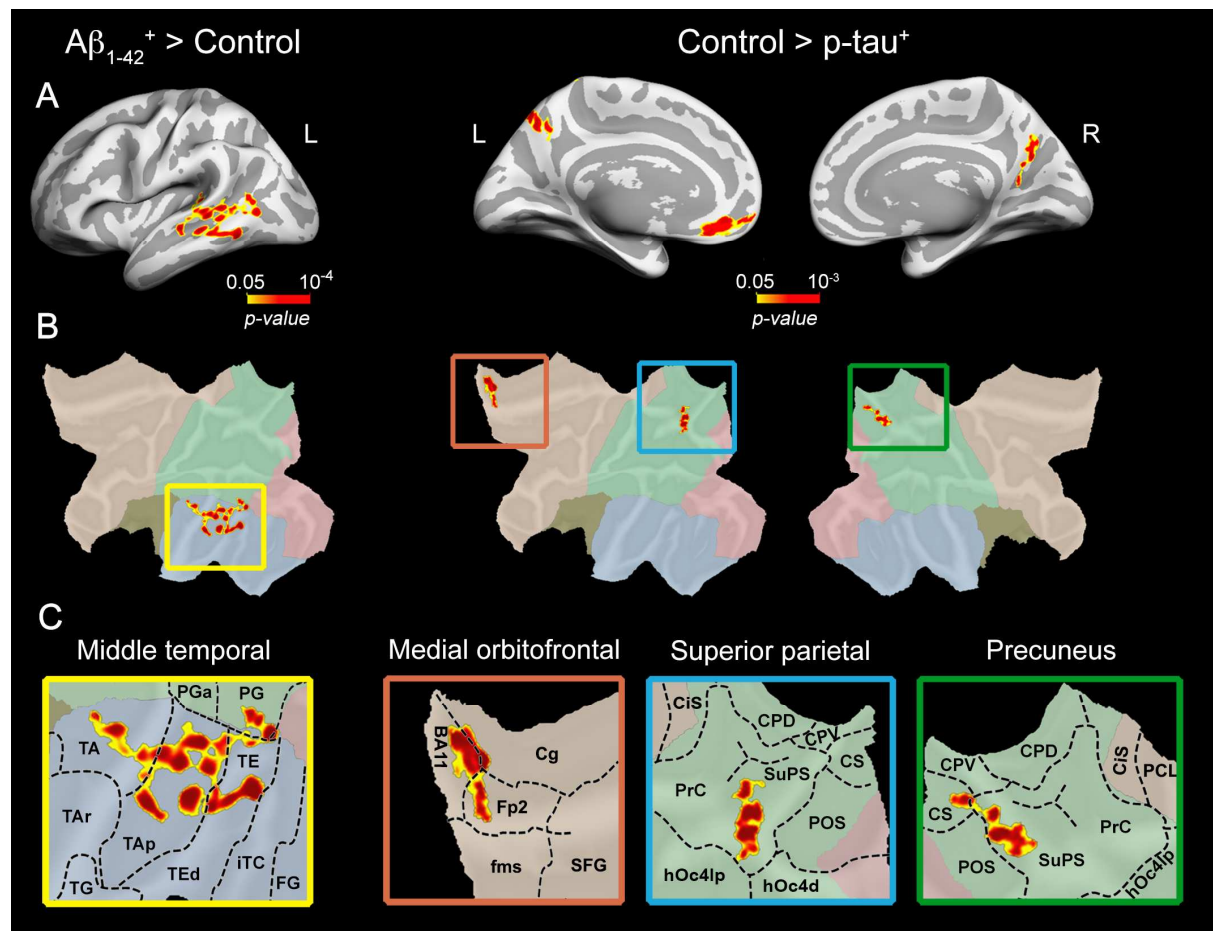 Aβ1-42+ > Control
Control > p-tau+
A
L
L
R
0.05 10-4
p-value
0.05 10-3
p-value
B
C
Middle temporal
Medial orbitofrontal
Superior parietal
Precuneus
PGa
PG
TA
TE
TAr
TAp
TEd
iTC
TG
FG
BA11
Cg
Fp2
fms
SFG
CiS
CPD
CPV
CS
PrC
SuPS
POS
hOc4lp
hOc4d
CPV
CPD
CiS
PCL
CS
PrC
POS
SuPS
hOc4lp